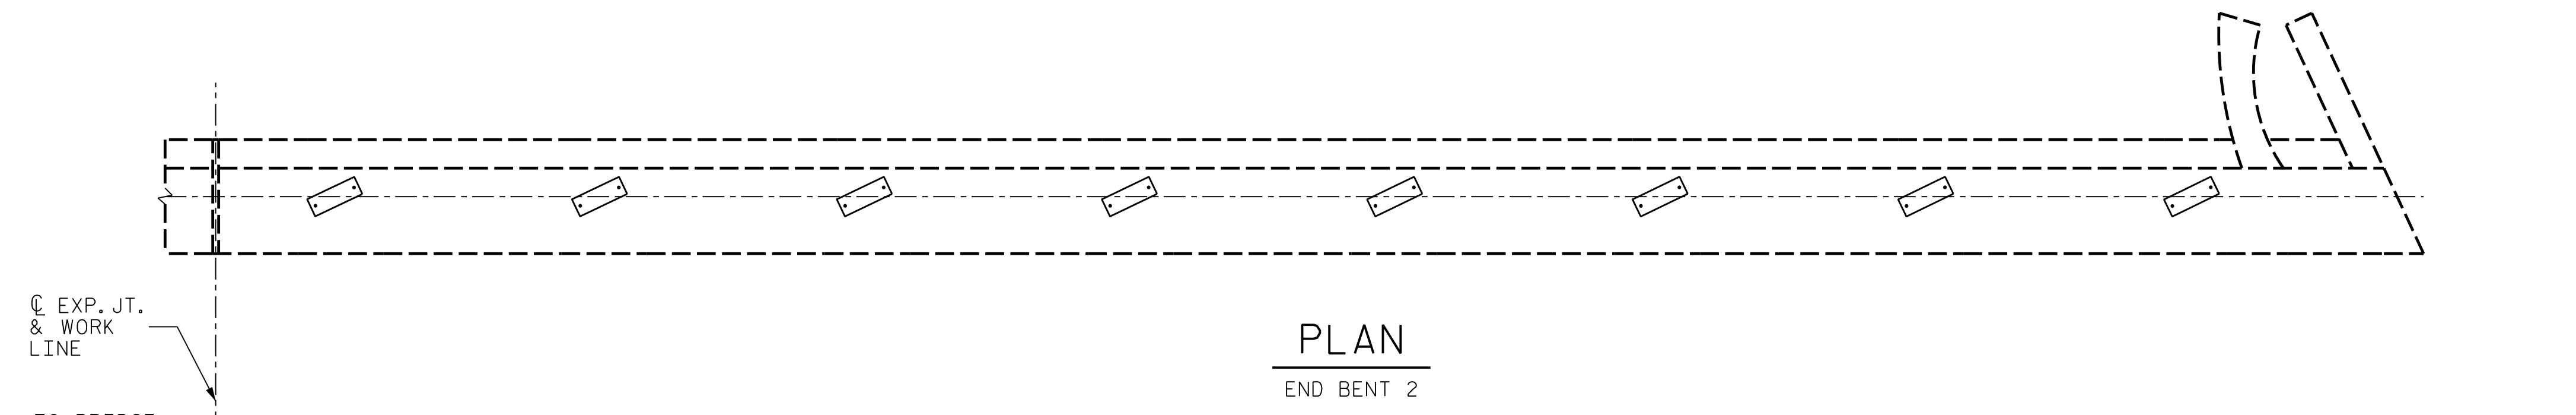 ℄ EXP. JT.
& WORK
LINE
PLAN
END BENT 2